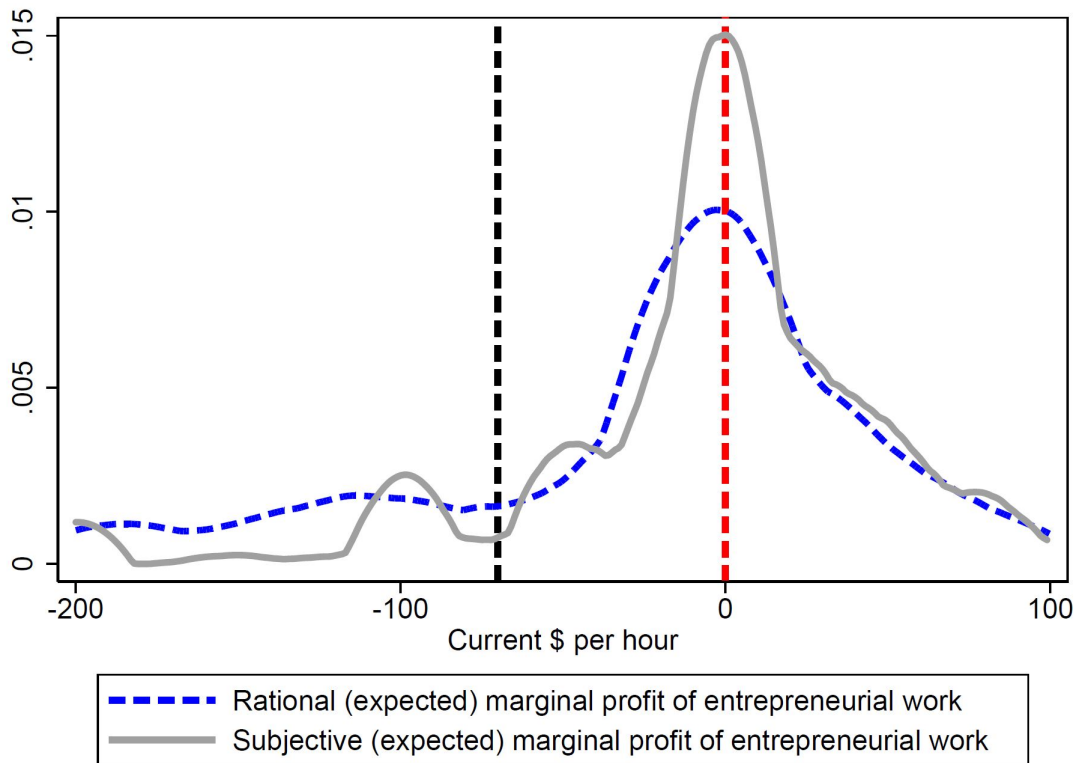 .015
.01
.005
0
-200
-100
0
100
Current $ per hour
Rational (expected) marginal profit of entrepreneurial work
Subjective (expected) marginal profit of entrepreneurial work